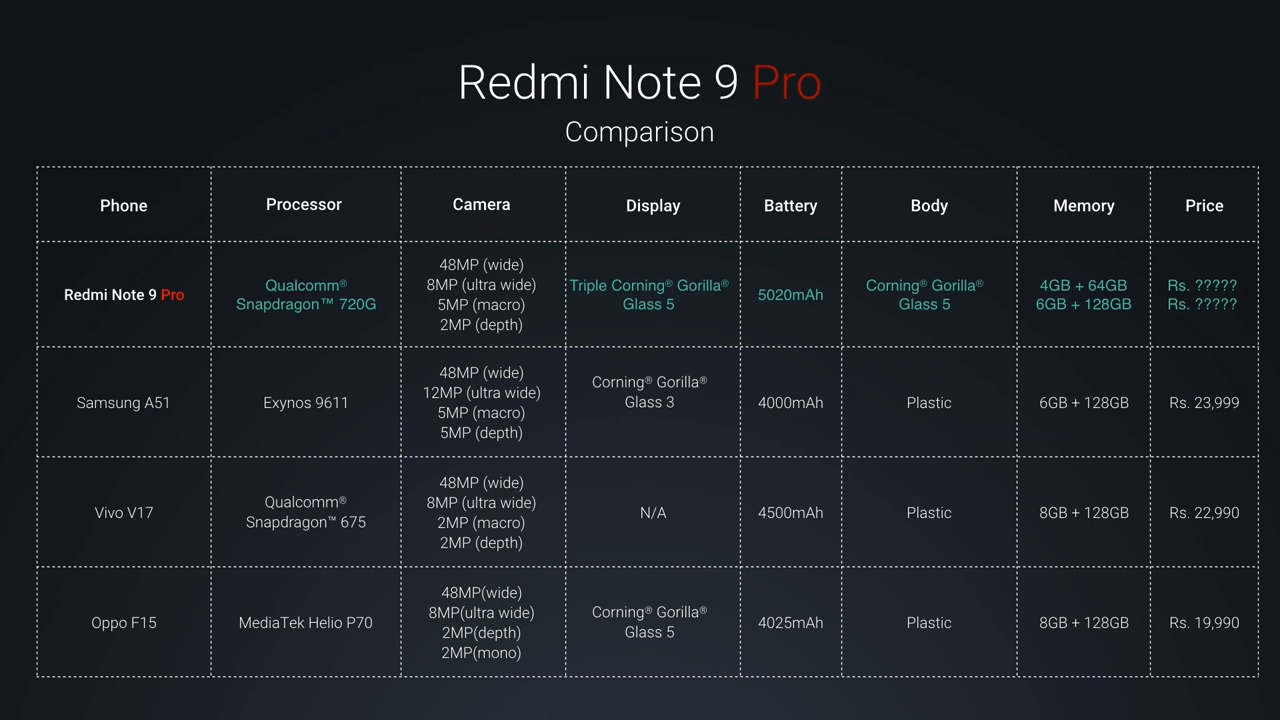 Redmi Note 9 Pro
Comparison
Phone Processor Camera Display Battery Body Memory Price
Redmi Note 9 Pro
Qualcomm®
Snapdragon™ 720G
48MP (wide)
8MP (ultra wide)
5MP (macro)
2MP (depth)
Triple Corning® Gorilla®
Glass 5
5020mAh
Corning® Gorilla®
Glass 5
4GB + 64GB
6GB + 128GB
Rs. ?????
Rs. ?????
Samsung A51
Exynos 9611
48MP (wide)
12MP (ultra wide)
5MP (macro)
5MP (depth)
Corning® Gorilla®
Glass 3
4000mAh
Plastic
6GB + 128GB
Rs. 23,999
Vivo V17
Qualcomm®
Snapdragon™ 675
48MP (wide)
8MP (ultra wide)
2MP (macro)
2MP (depth)
N/A
4500mAh
Plastic
8GB + 128GB
Rs. 22,990
Oppo F15
MediaTek Helio P70
48MP(wide)
8MP(ultra wide)
2MP(depth)
2MP(mono)
Corning® Gorilla®
Glass 5
4025mAh
Plastic
8GB + 128GB
Rs. 19,990